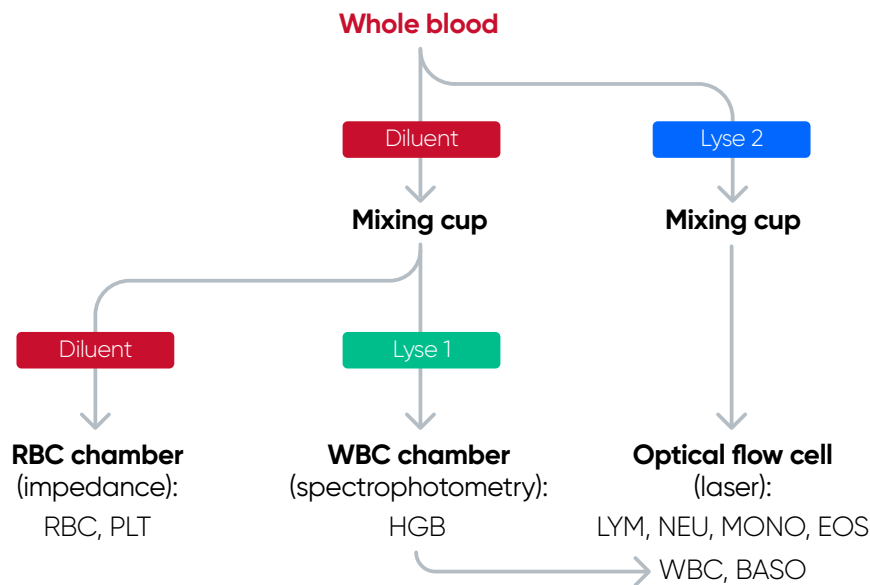 Whole blood
Diluent
Lyse 2
Mixing cup
Mixing cup
Diluent
Lyse 1
RBC chamber
(impedance):
RBC, PLT
WBC chamber
(spectrophotometry):
HGB
Optical flow cell
(laser):
LYM, NEU, MONO, EOS
WBC, BASO